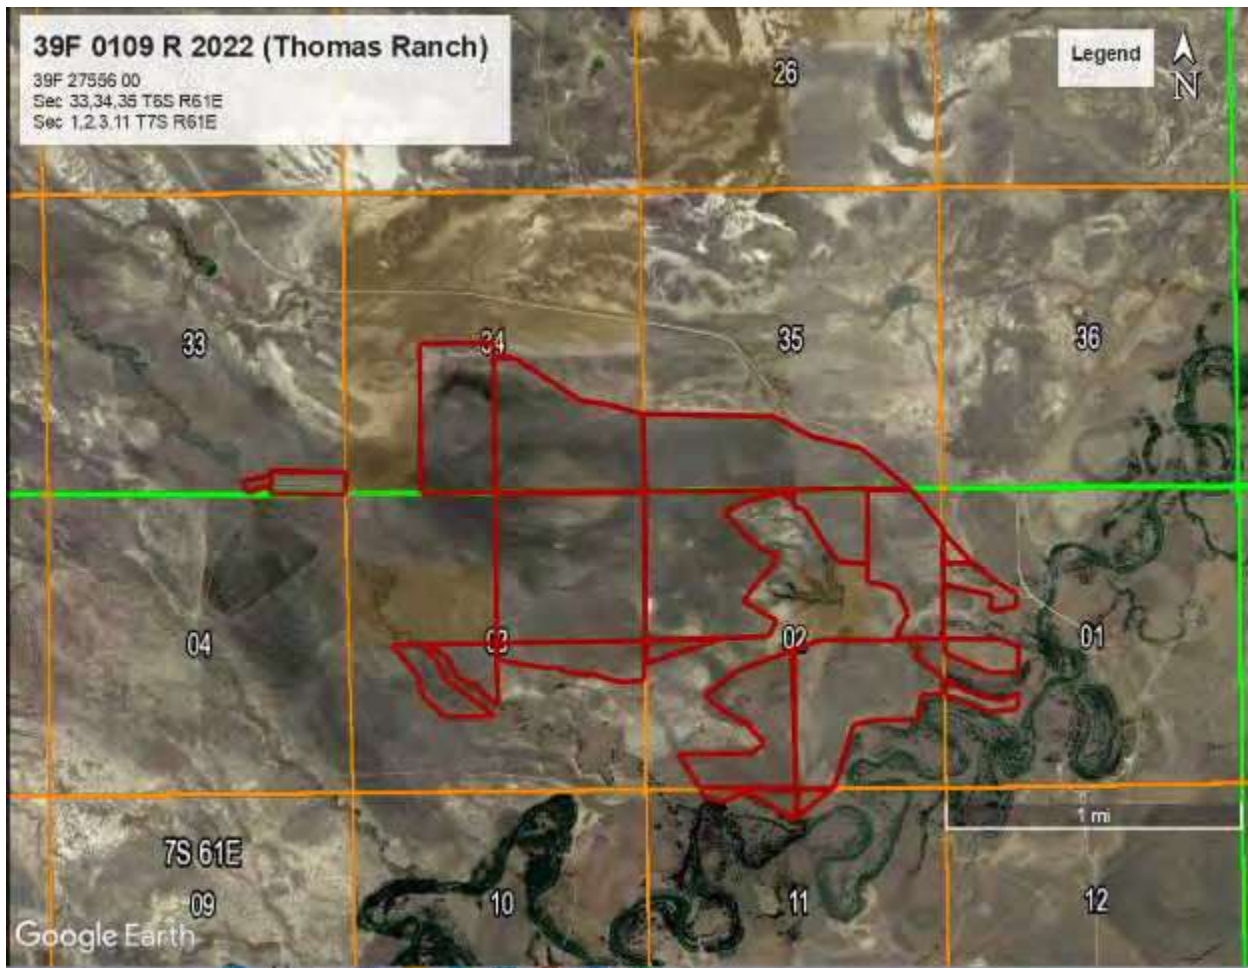 39F 0109 R 2022 (Thomas Ranch)
39F 27556 00
Sec 33,34,35 T6S R61E
Sec 1,2,3.11 T7S R61E
Legend
N
26
33
34
35
36
04
03
02
01
1 mi
7S 61E
09
10
11
12
Google Earth